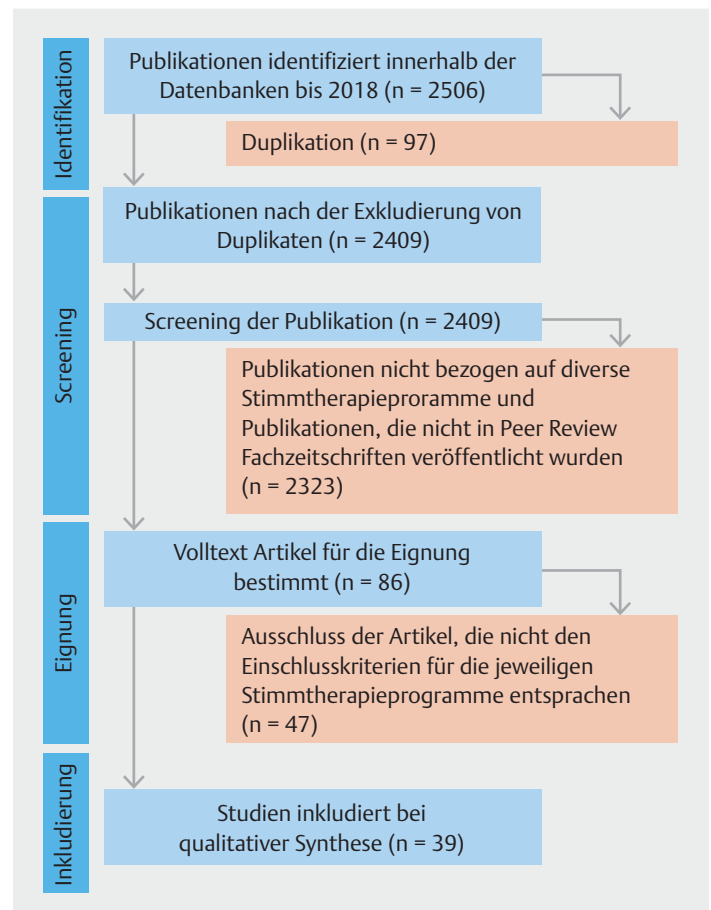 Identifikation
Publikationen identifiziert innerhalb der
Datenbanken bis 2018 (n = 2506)
Duplikation (n = 97)
Screening
Publikationen nach der Exkludierung von
Duplikaten (n = 2409)
Screening der Publikation (n = 2409)
Publikationen nicht bezogen auf diverse
Stimmtherapieproramme und
Publikationen, die nicht in Peer Review
Fachzeitschriften veröffentlicht wurden
(n = 2323)
Eignung
Volltext Artikel für die Eignung
bestimmt (n = 86)
Ausschluss der Artikel, die nicht den
Einschlusskriterien für die jeweiligen
Stimmtherapieprogramme entsprachen
(n = 47)
Inkludierung
Studien inkludiert bei
qualitativer Synthese (n = 39)